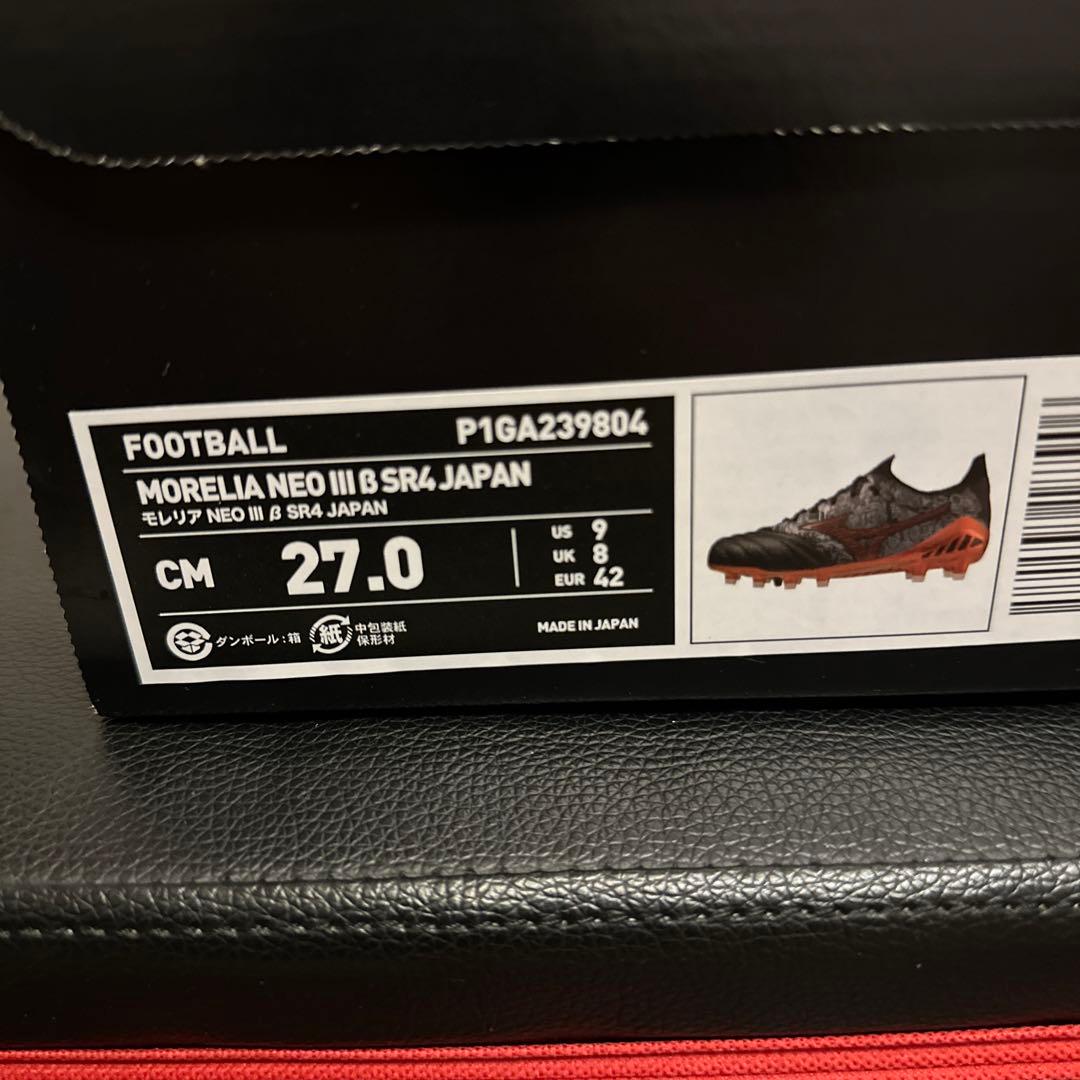 FOOTBALL P1GA239804
MORELIA NEO III β SR4 JAPAN
モレリア NEO III β SR4 JAPAN
CM 27.0
US 9
UK 8
EUR 42
ダンボール:箱
紙 中包装紙
保形材
MADE IN JAPAN